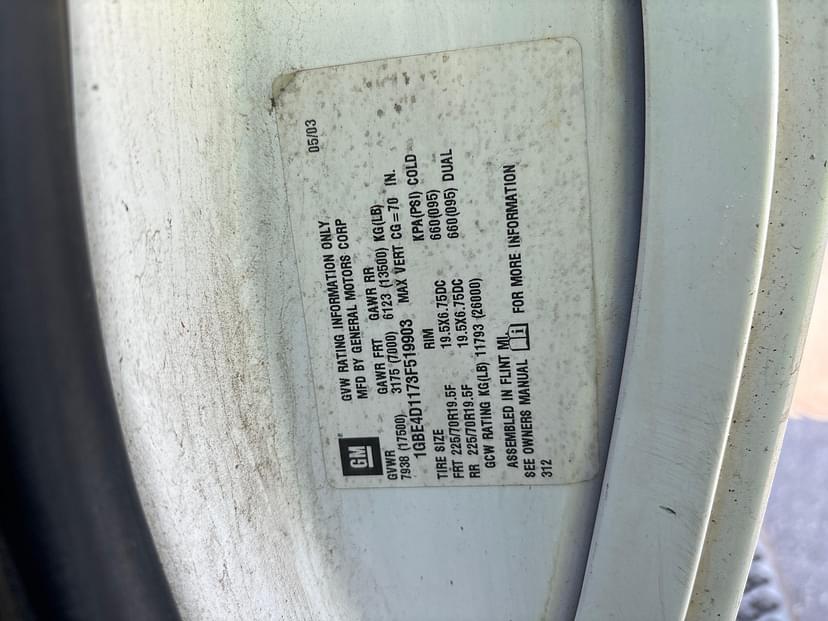 05/03
GVW RATING INFORMATION ONLY
MFD BY GENERAL MOTORS CORP
GM
GVWR GAWR FRT GAWR RR
7938 (17500) 3175 (7000) 6123 (13500) KG(LB)
1GBE4D1173F519903 MAX VERT CG=70 IN.
TIRE SIZE RIM KPA(PSI) COLD
FRT 225/70R19.5F 19.5X6.75DC 660(095)
RR 225/70R19.5F 19.5X6.75DC 660(095) DUAL
GCW RATING KG(LB) 11793 (26000)
ASSEMBLED IN FLINT MI.
SEE OWNERS MANUAL FOR MORE INFORMATION
312